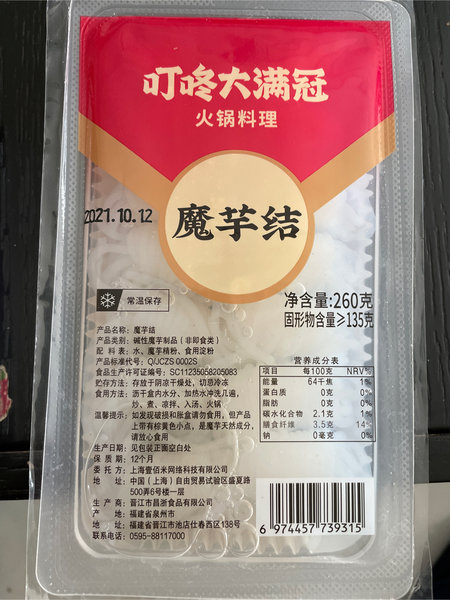 叮咚大满冠
火锅料理
2021.10.12
魔芋结
常温保存
净含量:260克
固形物含量≥135克
产品名称：魔芋结
产品类别：碱性魔芋制品（非即食类）
配 料 表：水、魔芋精粉、食用淀粉
产品标准代号：Q/JCZS 0002S
食品生产许可证编号：SC11235058205083
贮存方法：存放于阴凉干燥处，切忌冷冻
食用方法：沥干盒内水分、加热水冲洗几遍，
炒、煮、凉拌、入汤、火锅
温馨提示：如发现破损和胀盒请勿食用，但产品
上带有棕黄色小点，是魔芋天然成分，
请放心食用
生产日期：见包装正面空白处
保 质 期：12个月
委 托 方：上海壹佰米网络科技有限公司
地 址：中国（上海）自由贸易试验区盛夏路
500弄6号楼一层
生 产 商：晋江市昌浙食品有限公司
产 地：福建省泉州市
地 址：福建省晋江市池店仕春西区138号
联系电话：0595-88117000
营养成分表
项目 每100克 NRV%
能量 64千焦 1%
蛋白质 0克 0%
脂肪 0克 0%
碳水化合物 2.1克 1%
膳食纤维 3.5克 14%
钠 0毫克 0%
6 974457 739315